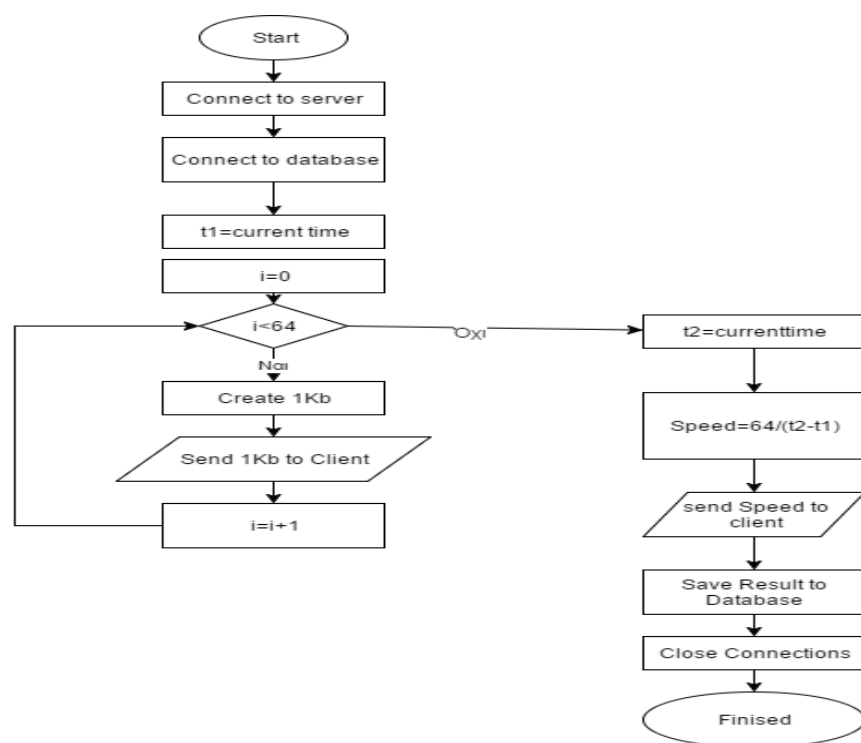 Start
Connect to server
Connect to database
t1=current time
i=0
i<64
Οχι
Ναι
Create 1Kb
Send 1Kb to Client
i=i+1
t2=currenttime
Speed=64/(t2-t1)
send Speed to
client
Save Result to
Database
Close Connections
Finised